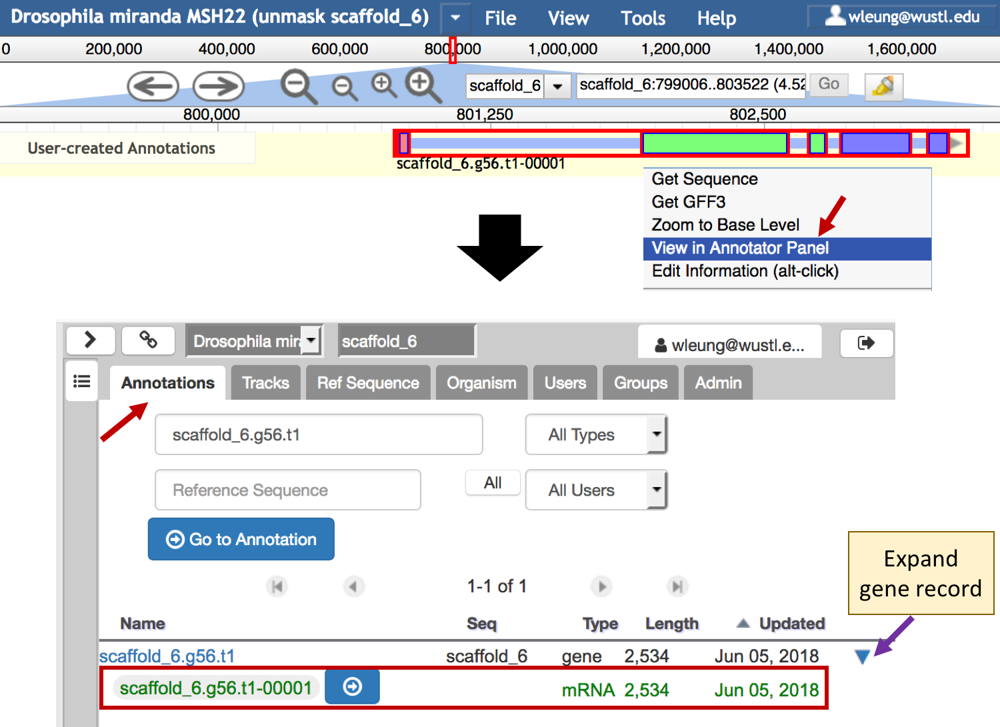 Drosophila miranda MSH22 (unmask scaffold_6) File View Tools Help wleung@wustl.edu
0 200,000 400,000 600,000 800,000 1,000,000 1,200,000 1,400,000 1,600,000
scaffold_6 scaffold_6:799006..803522 (4.52 Go
800,000 801,250 802,500
User-created Annotations
scaffold_6.g56.t1-00001
Get Sequence
Get GFF3
Zoom to Base Level
View in Annotator Panel
Edit Information (alt-click)
Drosophila mira scaffold_6 wleung@wustl.e...
Annotations Tracks Ref Sequence Organism Users Groups Admin
scaffold_6.g56.t1 All Types
Reference Sequence All All Users
Go to Annotation
Expand
gene record
1-1 of 1
Name Seq Type Length Updated
scaffold_6.g56.t1 scaffold_6 gene 2,534 Jun 05, 2018
scaffold_6.g56.t1-00001 mRNA 2,534 Jun 05, 2018